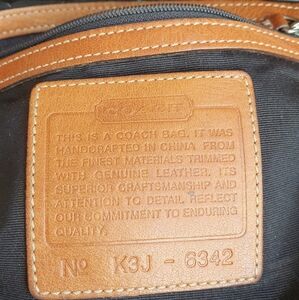 COACH
THIS IS A COACH BAG. IT WAS
HANDCRAFTED IN CHINA FROM
THE FINEST MATERIALS TRIMMED
WITH GENUINE LEATHER. ITS
SUPERIOR CRAFTSMANSHIP AND
ATTENTION TO DETAIL REFLECT
OUR COMMITMENT TO ENDURING
QUALITY.
No K3J - 6342